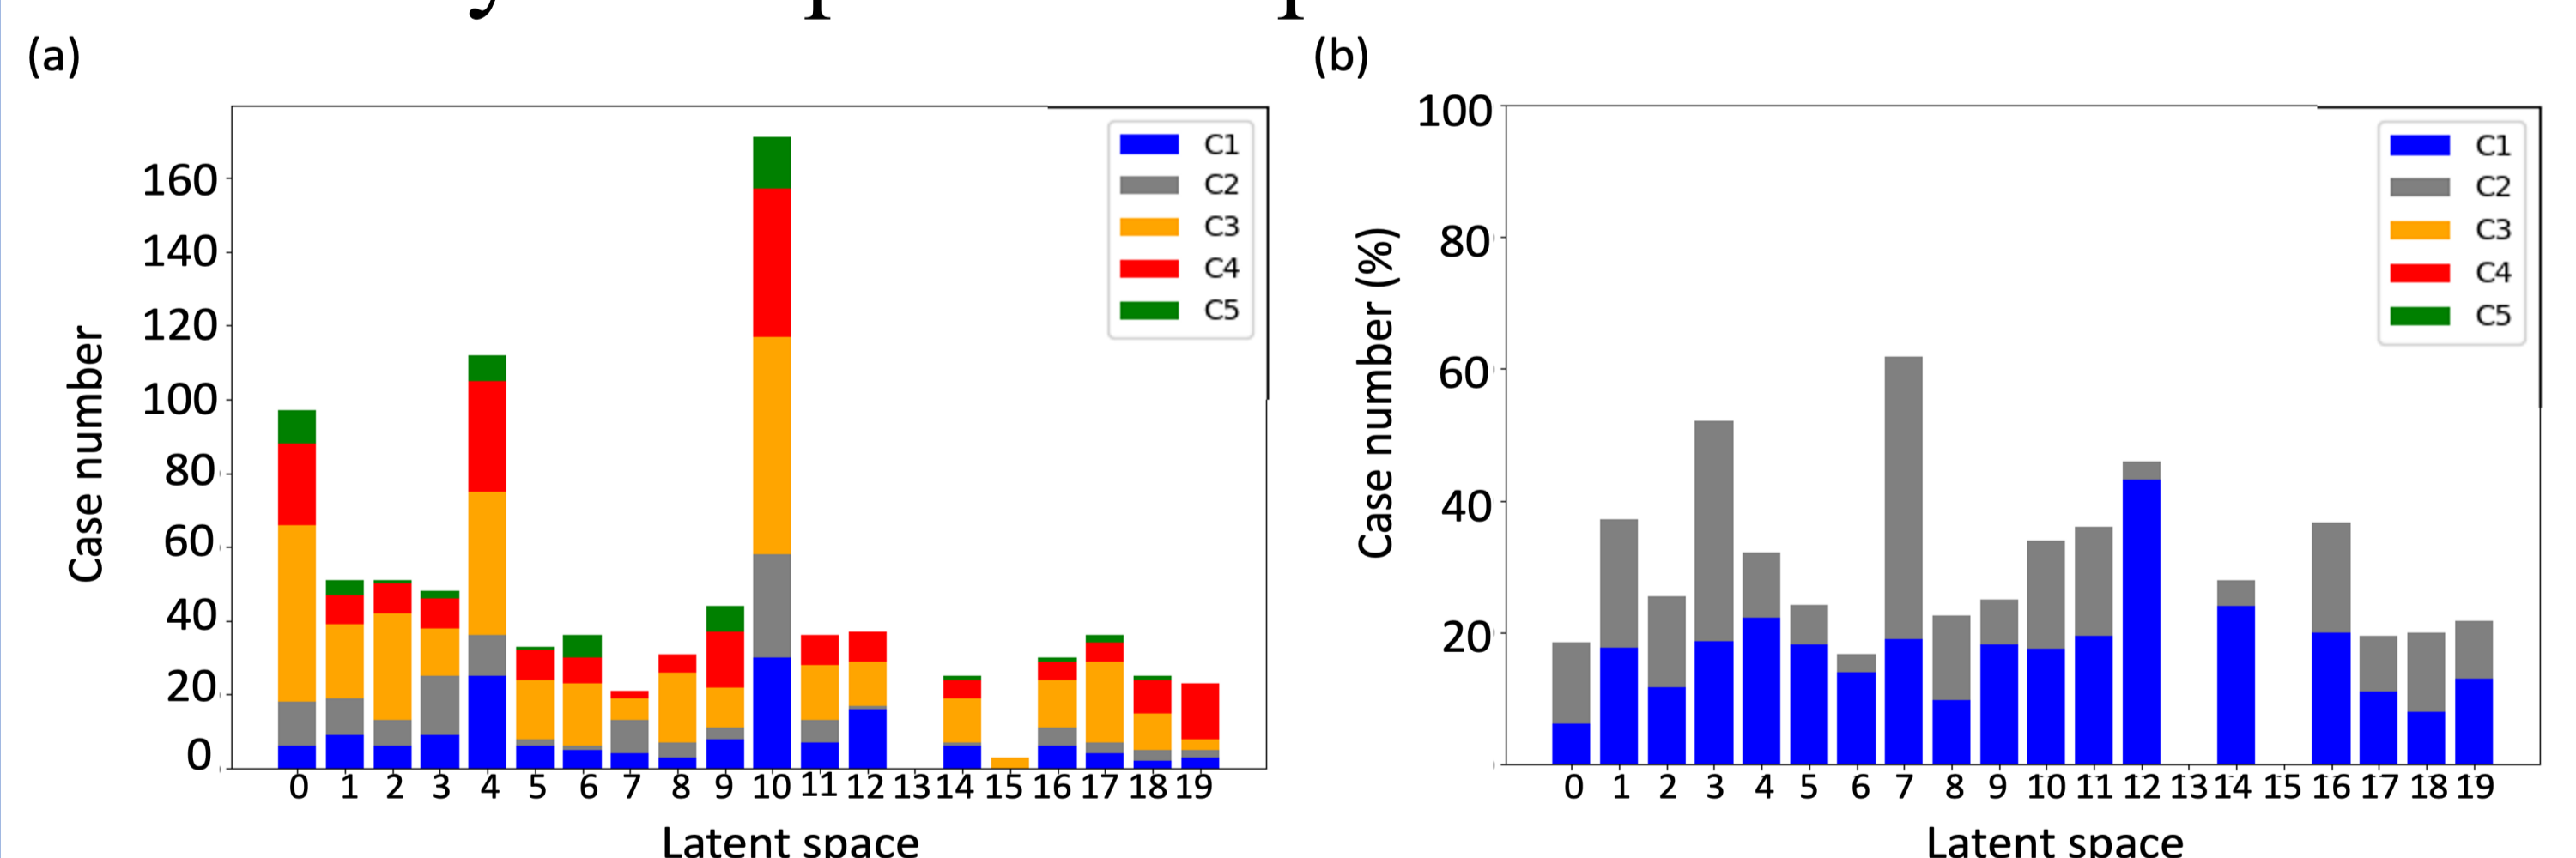 (a)
Case number
160
140
120
100
80
60
40
20
0
C1
C2
C3
C4
C5
0 1 2 3 4 5 6 7 8 9 10 11 12 13 14 15 16 17 18 19
Latent space
(b)
Case number (%)
100
80
60
40
20
C1
C2
C3
C4
C5
0 1 2 3 4 5 6 7 8 9 10 11 12 13 14 15 16 17 18 19
Latent space